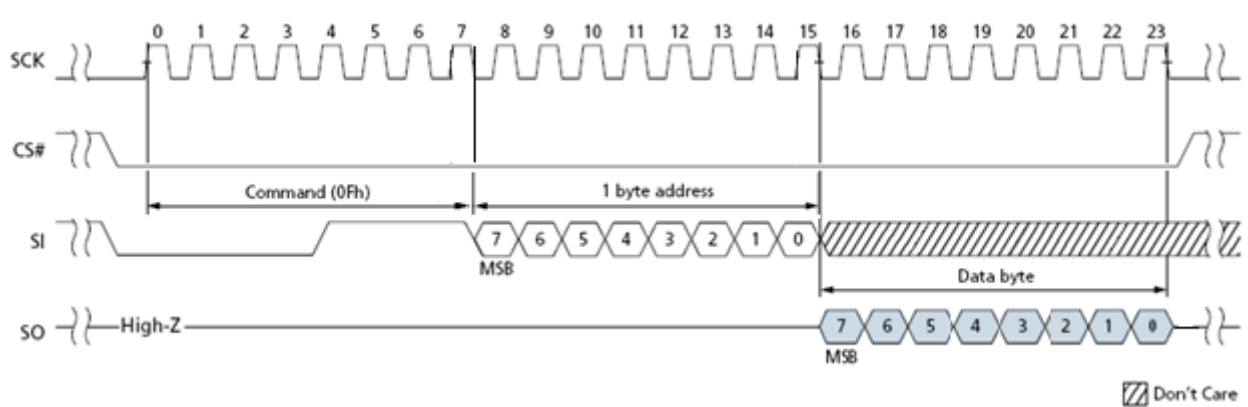 0 1 2 3 4 5 6 7 8 9 10 11 12 13 14 15 16 17 18 19 20 21 22 23
SCK
CS#
Command (0Fh) 1 byte address
SI 7 6 5 4 3 2 1 0
MSB
Data byte
SO High-Z 7 6 5 4 3 2 1 0
MSB
Don't Care